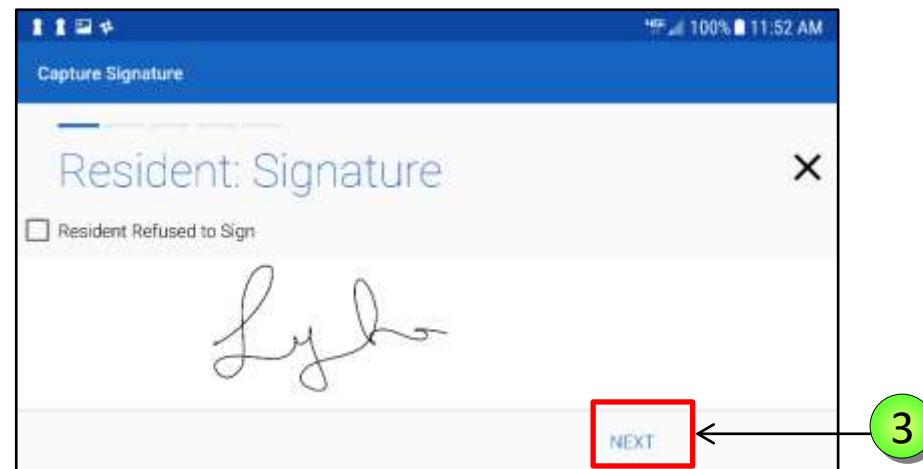 100% 11:52 AM
Capture Signature
Resident: Signature
Resident Refused to Sign
NEXT
3